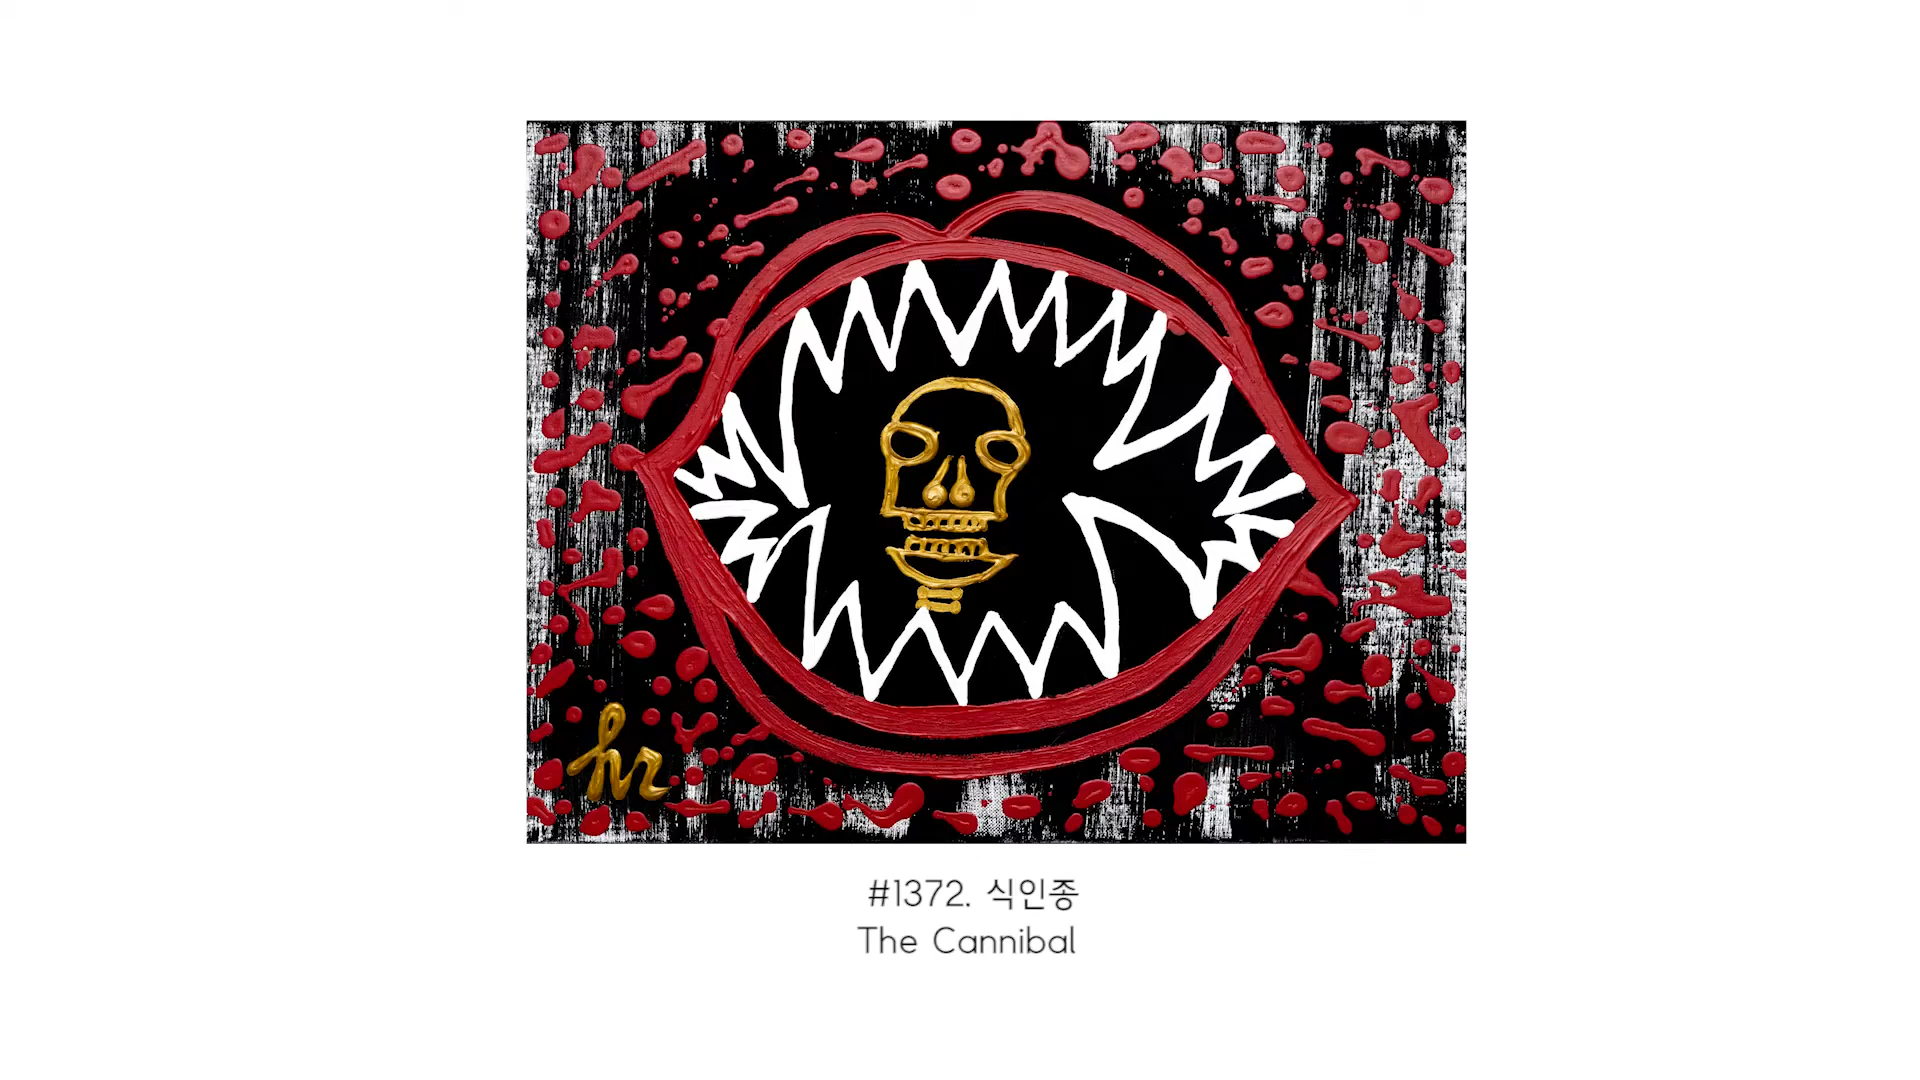 hr
#1372. 식인종
The Cannibal